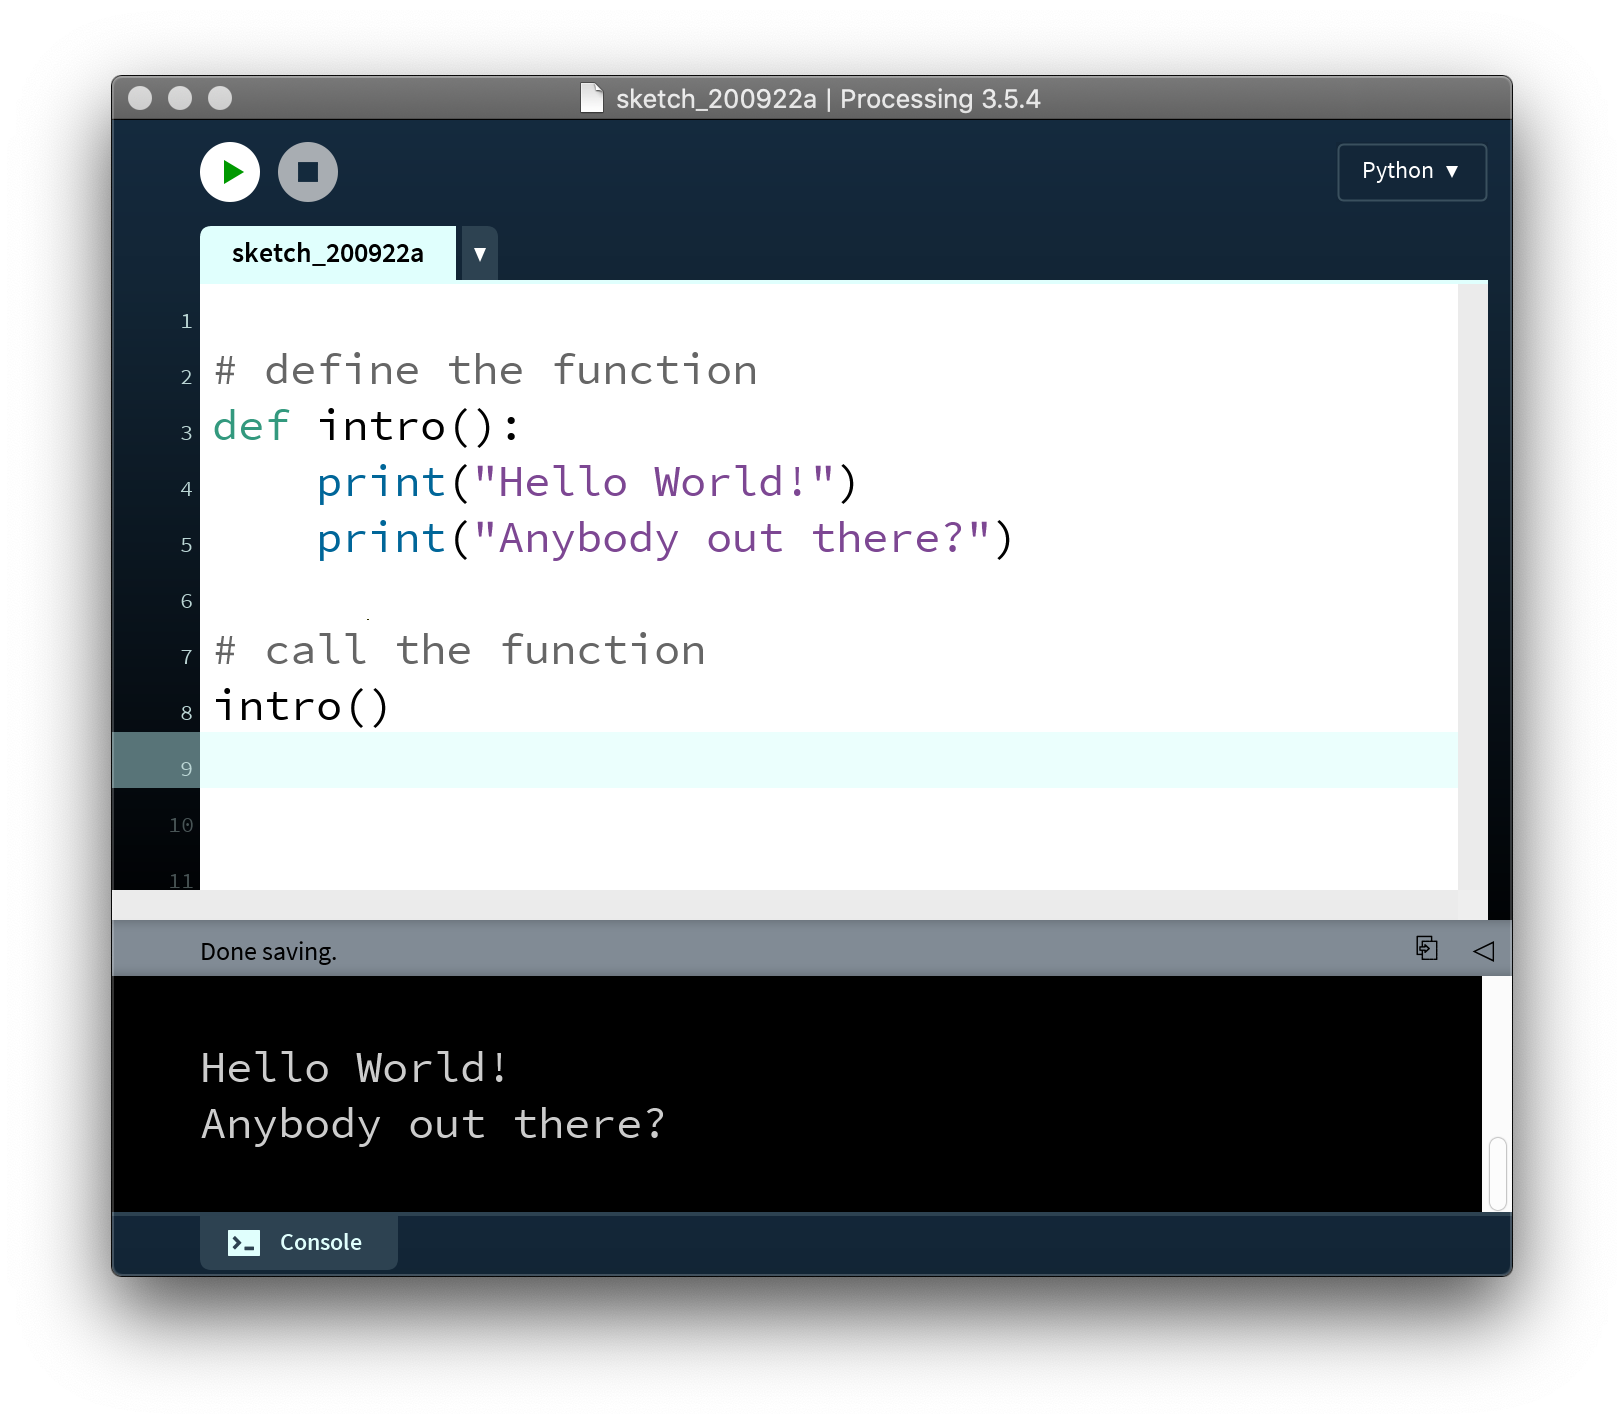 sketch_200922a | Processing 3.5.4
Python ▼
sketch_200922a ▼
1
2 # define the function
3 def intro():
4     print("Hello World!")
5     print("Anybody out there?")
6
7 # call the function
8 intro()
9
10
11
Done saving.
Hello World!
Anybody out there?
Console